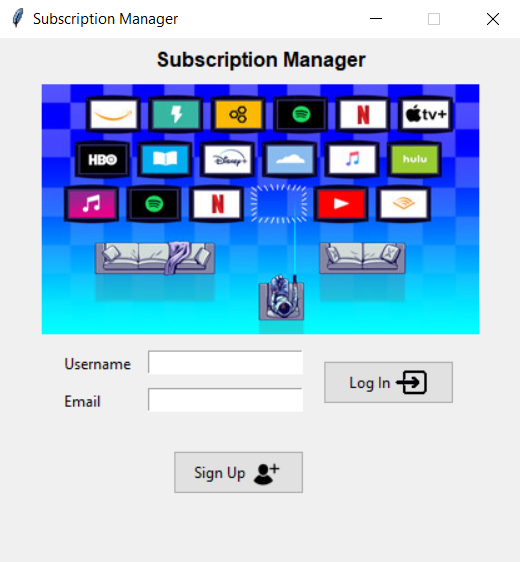 Subscription Manager
Subscription Manager
tv+
HBO
Disney+
hulu
Username
Log In
Email
Sign Up